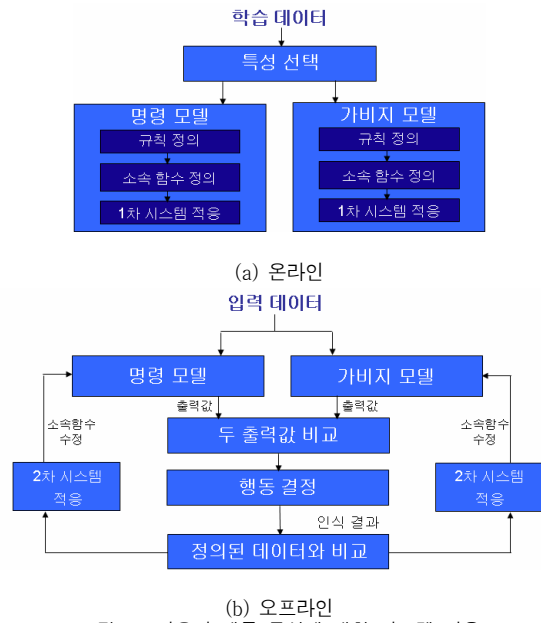 학습 데이터
특성 선택
명령 모델
규칙 정의
소속 함수 정의
1차 시스템 적응
가비지 모델
규칙 정의
소속 함수 정의
1차 시스템 적응
(a) 온라인
입력 데이터
명령 모델
가비지 모델
출력값
출력값
소속함수
수정
두 출력값 비교
소속함수
수정
2차 시스템
적응
행동 결정
2차 시스템
적응
인식 결과
정의된 데이터와 비교
(b) 오프라인